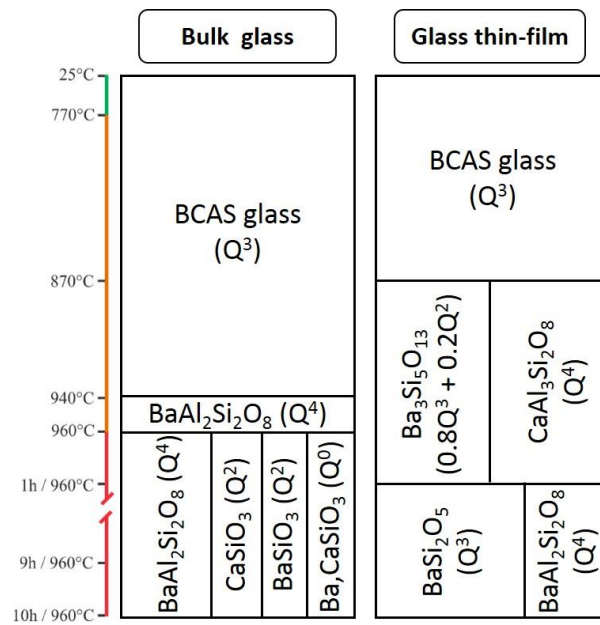 Bulk glass
Glass thin-film
25°C
770°C
870°C
940°C
960°C
1h / 960°C
9h / 960°C
10h / 960°C
BCAS glass
(Q³)
BaAl₂Si₂O₈ (Q⁴)
BaAl₂Si₂O₈ (Q⁴)
CaSiO₃ (Q²)
BaSiO₃ (Q²)
Ba,CaSiO₃ (Q⁰)
BCAS glass
(Q³)
Ba₃Si₅O₁₃
(0.8Q³ + 0.2Q²)
CaAl₃Si₂O₈
(Q⁴)
BaSi₂O₅
(Q³)
BaAl₂Si₂O₈
(Q⁴)